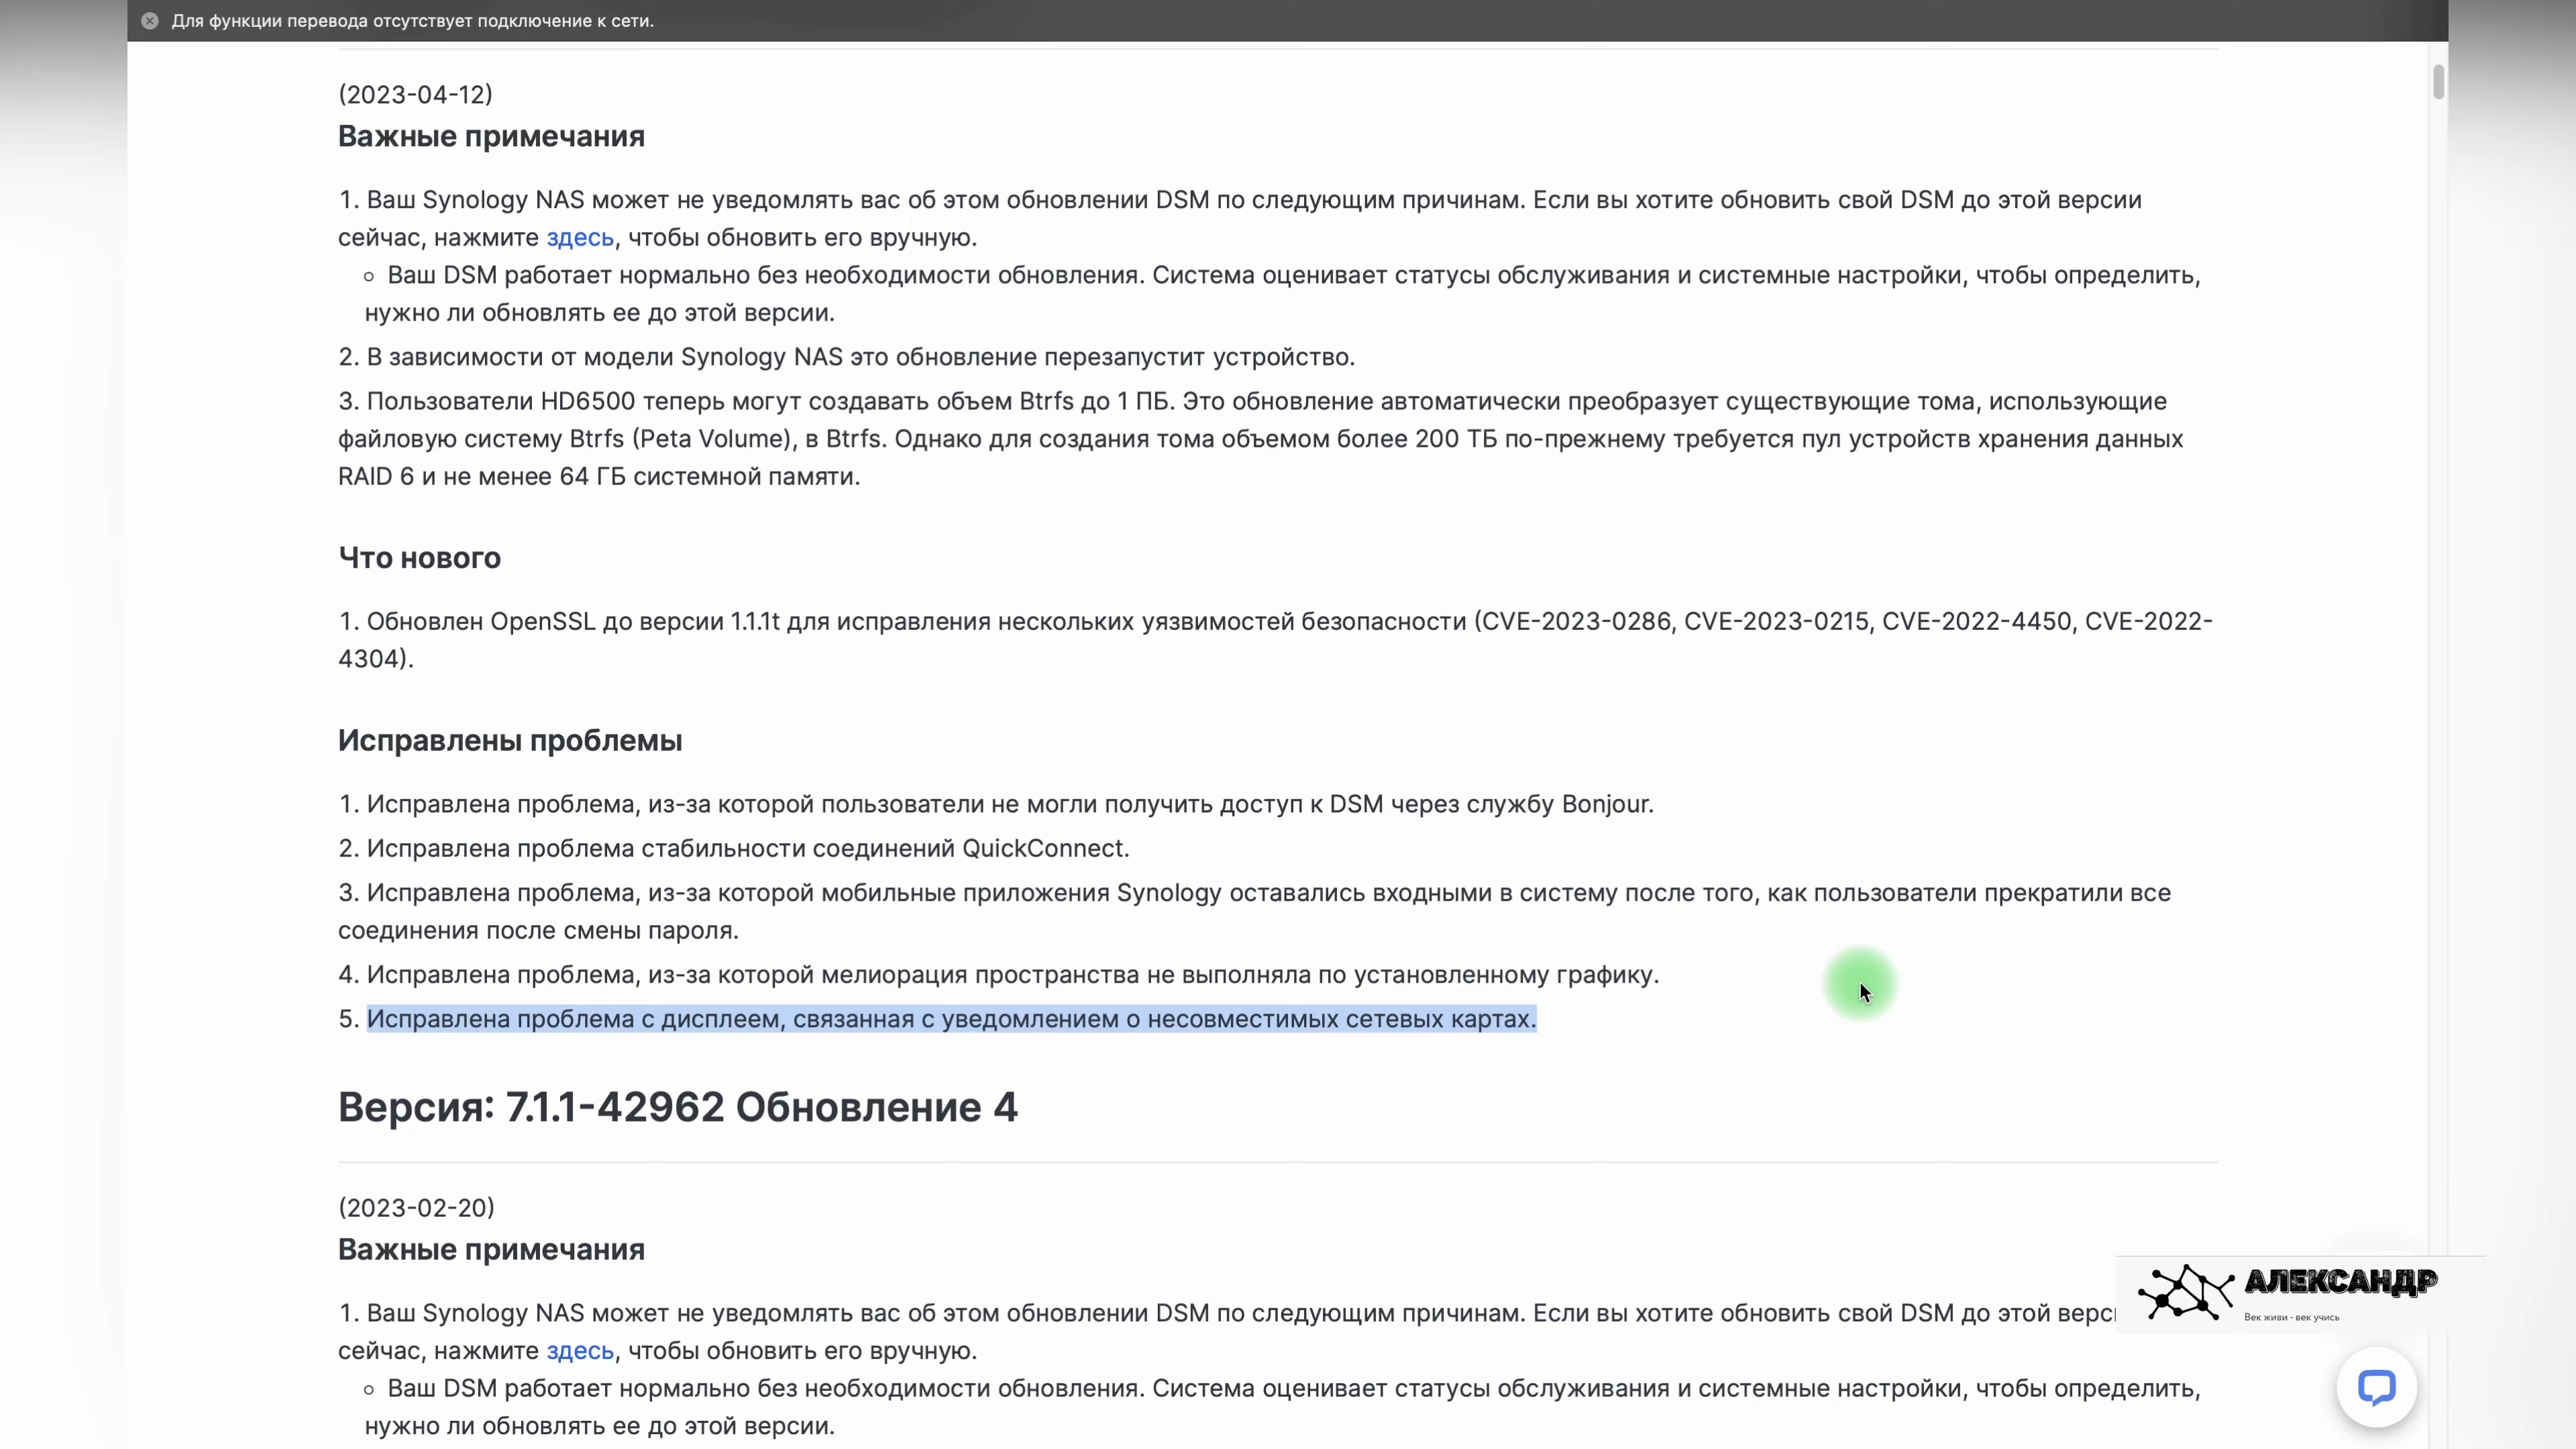 Для функции перевода отсутствует подключение к сети.
(2023-04-12)
Важные примечания
1. Ваш Synology NAS может не уведомлять вас об этом обновлении DSM по следующим причинам. Если вы хотите обновить свой DSM до этой версии
сейчас, нажмите здесь, чтобы обновить его вручную.
Ваш DSM работает нормально без необходимости обновления. Система оценивает статусы обслуживания и системные настройки, чтобы определить,
нужно ли обновлять ее до этой версии.
2. В зависимости от модели Synology NAS это обновление перезапустит устройство.
3. Пользователи HD6500 теперь могут создавать объем Btrfs до 1 ПБ. Это обновление автоматически преобразует существующие тома, использующие
файловую систему Btrfs (Peta Volume), в Btrfs. Однако для создания тома объемом более 200 ТБ по-прежнему требуется пул устройств хранения данных
RAID 6 и не менее 64 ГБ системной памяти.
Что нового
1. Обновлен OpenSSL до версии 1.1.1t для исправления нескольких уязвимостей безопасности (CVE-2023-0286, CVE-2023-0215, CVE-2022-4450, CVE-2022-
4304).
Исправлены проблемы
1. Исправлена проблема, из-за которой пользователи не могли получить доступ к DSM через службу Bonjour.
2. Исправлена проблема стабильности соединений QuickConnect.
3. Исправлена проблема, из-за которой мобильные приложения Synology оставались входными в систему после того, как пользователи прекратили все
соединения после смены пароля.
4. Исправлена проблема, из-за которой мелиорация пространства не выполняла по установленному графику.
5. Исправлена проблема с дисплеем, связанная с уведомлением о несовместимых сетевых картах.
Версия: 7.1.1-42962 Обновление 4
(2023-02-20)
Важные примечания
1. Ваш Synology NAS может не уведомлять вас об этом обновлении DSM по следующим причинам. Если вы хотите обновить свой DSM до этой верс
сейчас, нажмите здесь, чтобы обновить его вручную.
Ваш DSM работает нормально без необходимости обновления. Система оценивает статусы обслуживания и системные настройки, чтобы определить,
нужно ли обновлять ее до этой версии.
АЛЕКСАНДР
Век живи - век учись